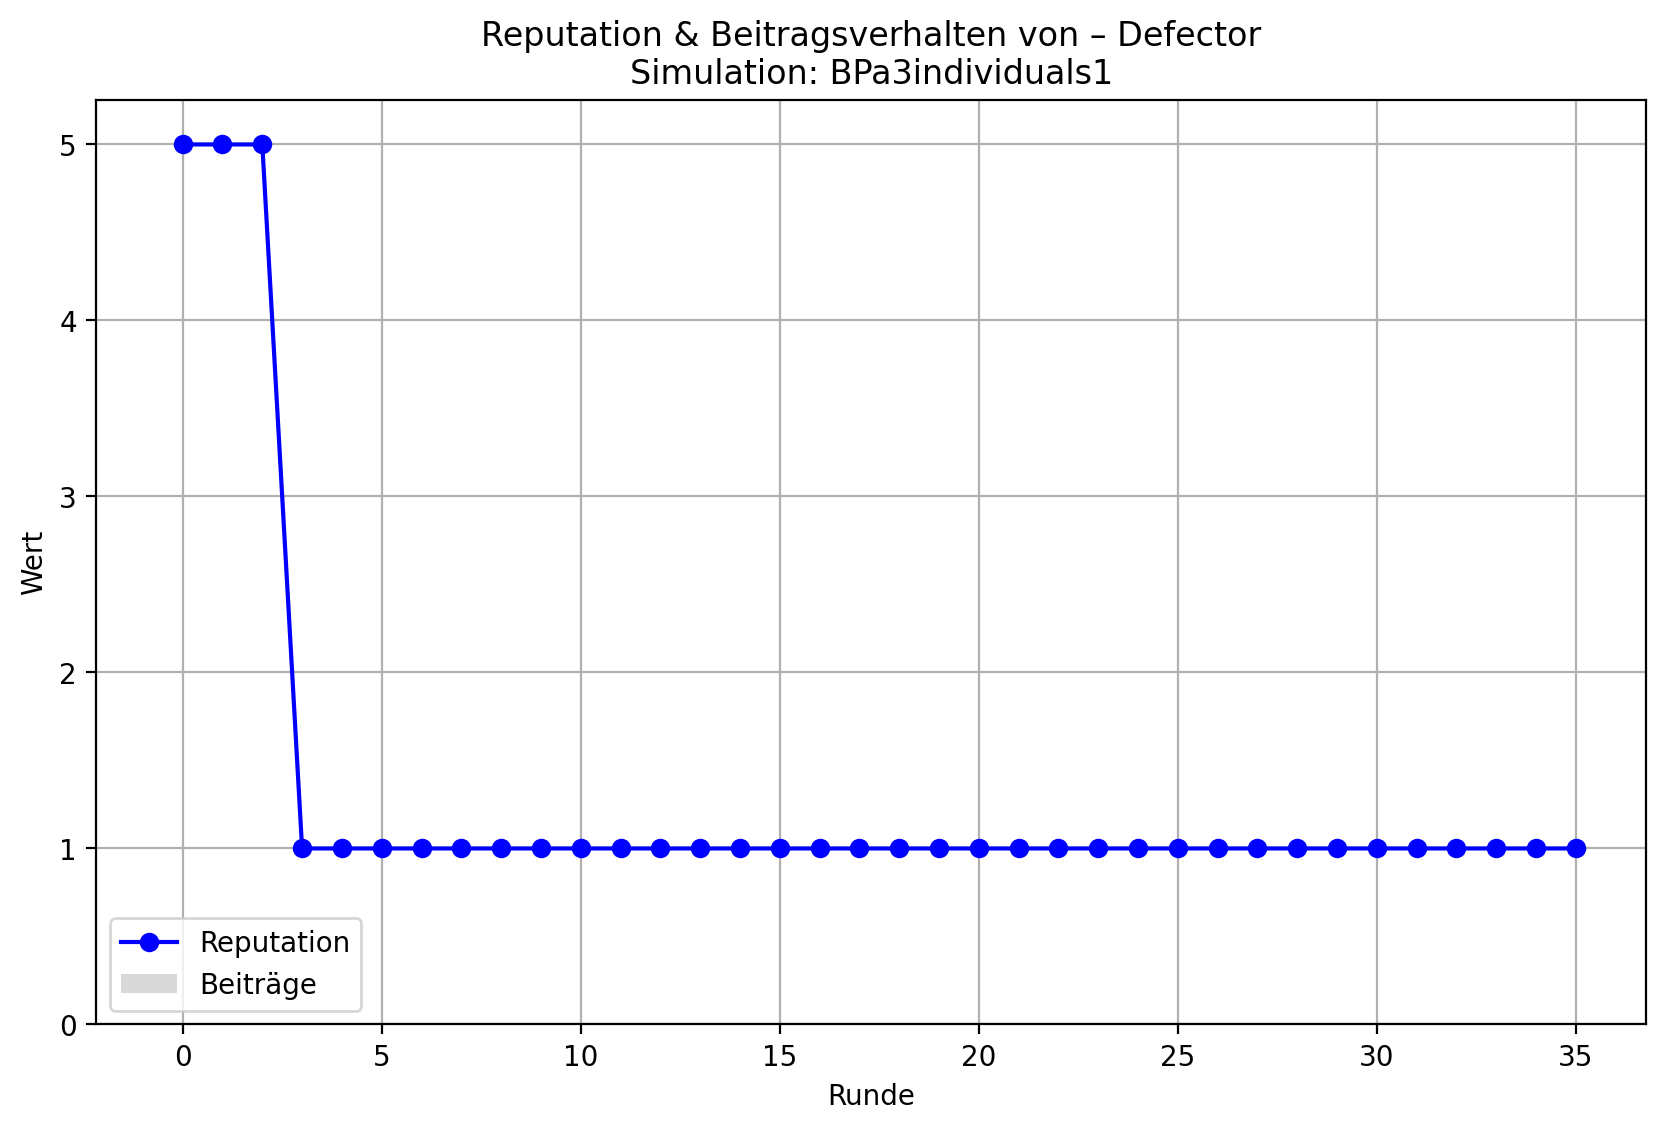 Reputation & Beitragsverhalten von – Defector
Simulation: BPa3individuals1
Wert
5
4
3
2
1
0
Reputation
Beiträge
0 5 10 15 20 25 30 35
Runde